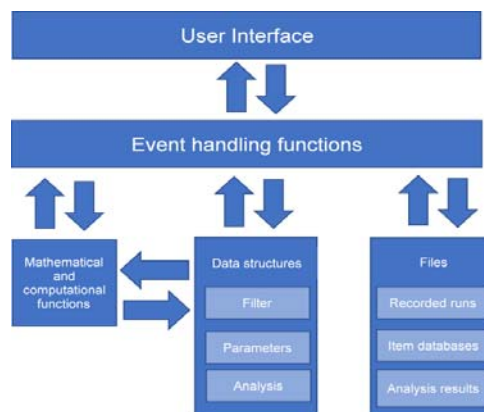 User Interface
Event handling functions
Mathematical
and
computational
functions
Data structures
Filter
Parameters
Analysis
Files
Recorded runs
Item databases
Analysis results